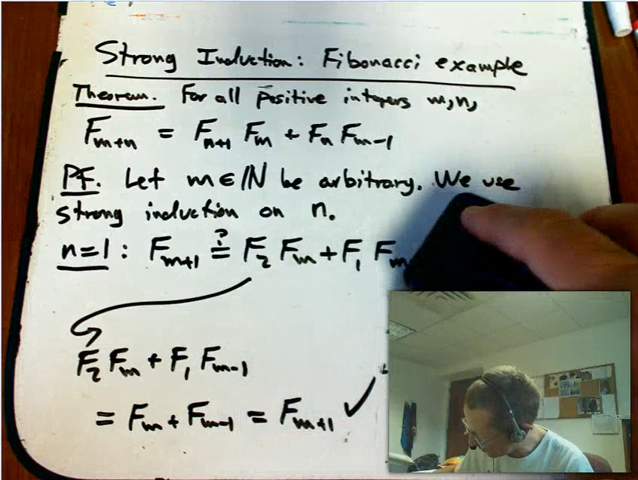 Strong Induction: Fibonacci example
Theorem. For all positive integers m,n,
F_{m+n} = F_{n+1} F_m + F_n F_{m-1}
Pf. Let m ∈ ℕ be arbitrary. We use
strong induction on n.
n=1: F_{m+1} ≟ F_2 F_m + F_1 F_m
F_2 F_m + F_1 F_{m-1}
= F_m + F_{m-1} = F_{m+1} ✓